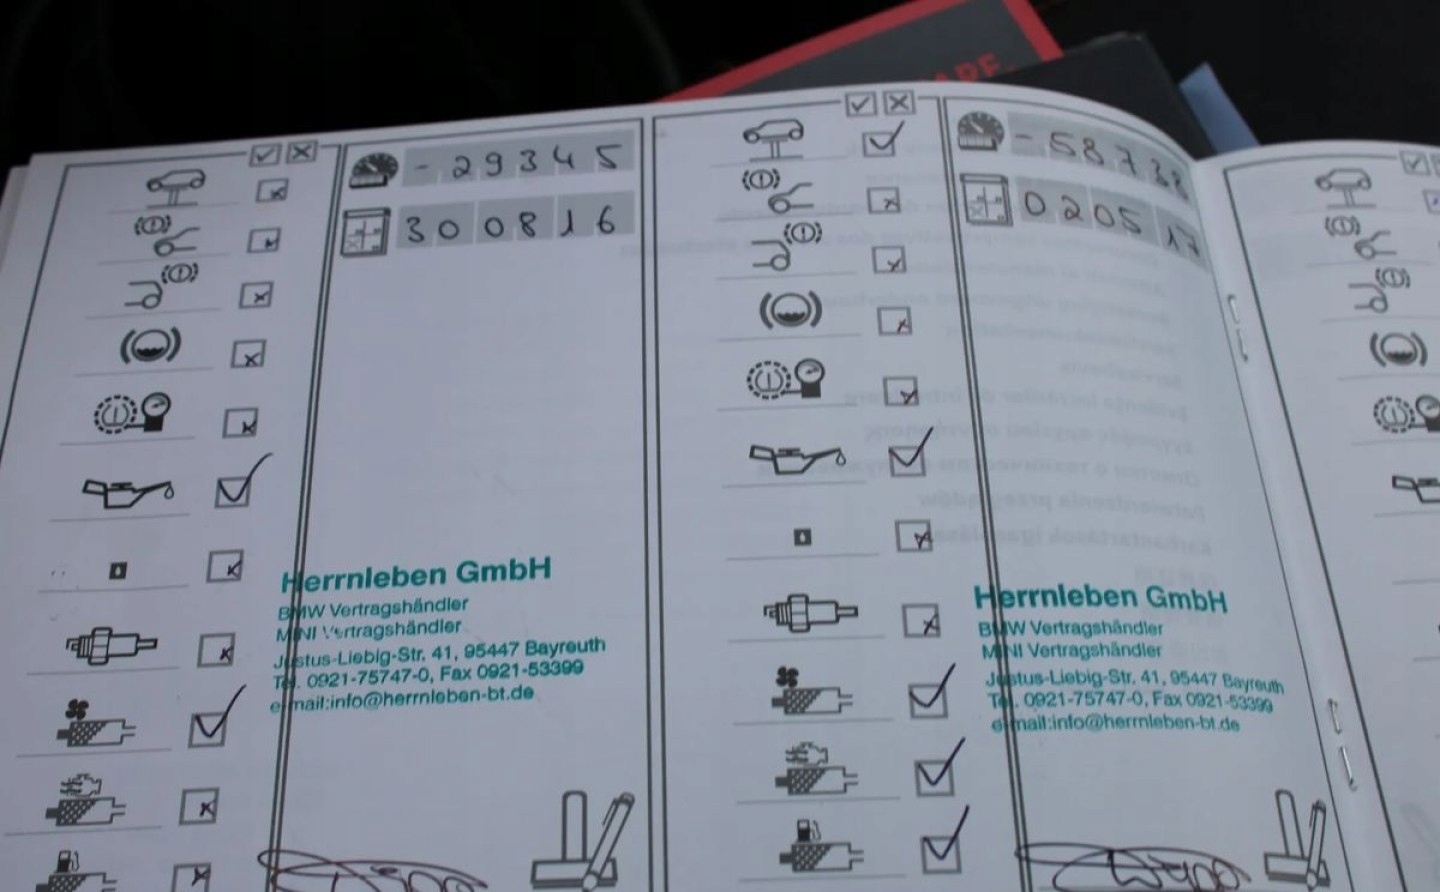 - 29345
300816
Herrnleben GmbH
BMW Vertragshändler
MINI Vertragshändler
Justus-Liebig-Str. 41, 95447 Bayreuth
Tel. 0921-75747-0, Fax 0921-53399
e-mail:info@herrnleben-bt.de
- 58738
020517
Herrnleben GmbH
BMW Vertragshändler
MINI Vertragshändler
Justus-Liebig-Str. 41, 95447 Bayreuth
Tel. 0921-75747-0, Fax 0921-53399
e-mail:info@herrnleben-bt.de